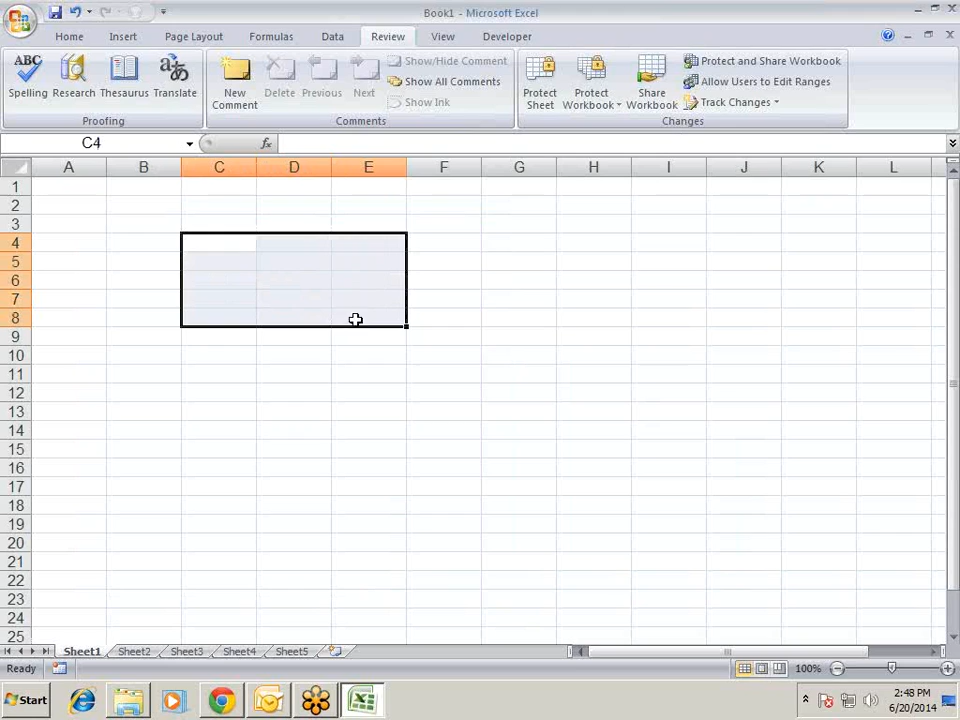 Book1 - Microsoft Excel
Home Insert Page Layout Formulas Data Review View Developer
ABC
Spelling Research Thesaurus Translate
Proofing
New Comment Delete Previous Next
Show/Hide Comment
Show All Comments
Show Ink
Comments
Protect Sheet Protect Workbook Share Workbook
Protect and Share Workbook
Allow Users to Edit Ranges
Track Changes
Changes
C4 fx
A B C D E F G H I J K L
1
2
3
4
5
6
7
8
9
10
11
12
13
14
15
16
17
18
19
20
21
22
23
24
25
Sheet1 Sheet2 Sheet3 Sheet4 Sheet5
Ready 100%
Start
2:48 PM
6/20/2014